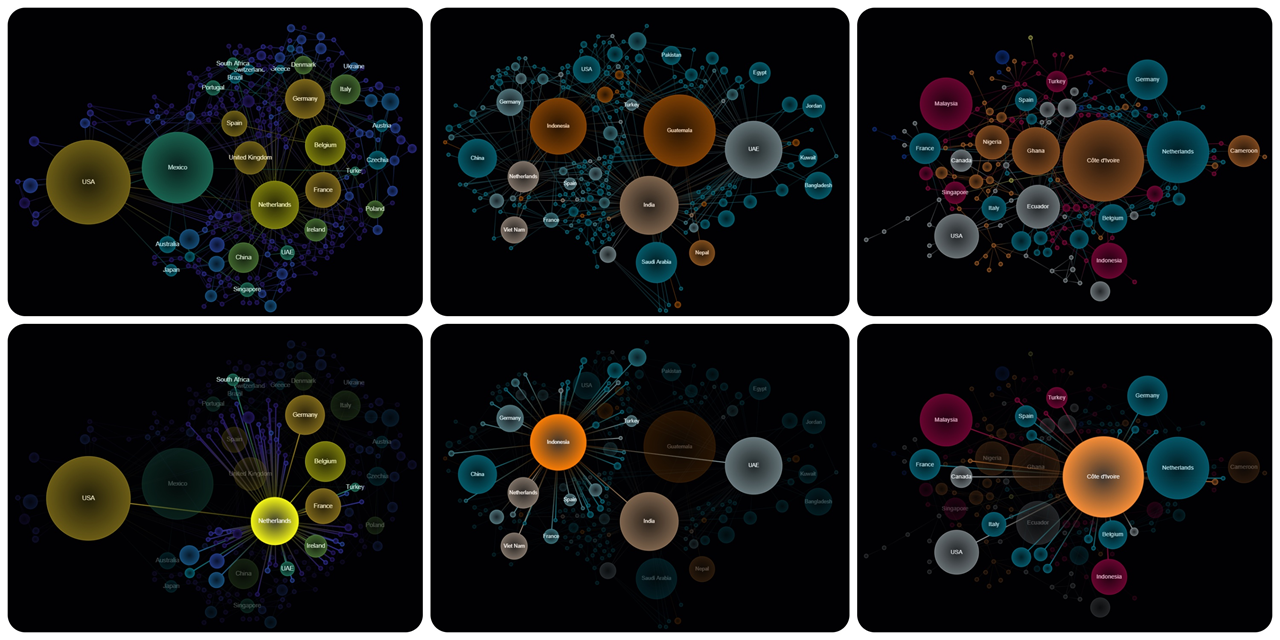 South Africa
Switzerland
Greece
Denmark
Ukraine
Brazil
Portugal
Italy
Germany
Spain
Austria
Belgium
United Kingdom
Mexico
Czechia
Turkey
USA
France
Netherlands
Poland
Ireland
Australia
UAE
China
Japan
Singapore
Pakistan
USA
Egypt
Germany
Turkey
Jordan
Indonesia
Guatemala
UAE
China
Kuwait
Netherlands
Spain
Bangladesh
India
France
Viet Nam
Nepal
Saudi Arabia
Germany
Turkey
Malaysia
Spain
Nigeria
France
Ghana
Netherlands
Cameroon
Canada
Côte d'Ivoire
Singapore
Italy
Ecuador
Belgium
USA
Indonesia
South Africa
Switzerland
Greece
Denmark
Ukraine
Brazil
Portugal
Italy
Germany
Spain
Austria
Belgium
United Kingdom
Mexico
Czechia
Turkey
USA
France
Netherlands
Poland
Ireland
Australia
UAE
China
Japan
Singapore
Pakistan
USA
Egypt
Germany
Turkey
Jordan
Indonesia
Guatemala
UAE
China
Kuwait
Netherlands
Spain
Bangladesh
India
France
Viet Nam
Nepal
Saudi Arabia
Germany
Turkey
Malaysia
Spain
Nigeria
France
Ghana
Netherlands
Cameroon
Canada
Côte d'Ivoire
Singapore
Italy
Ecuador
Belgium
USA
Indonesia